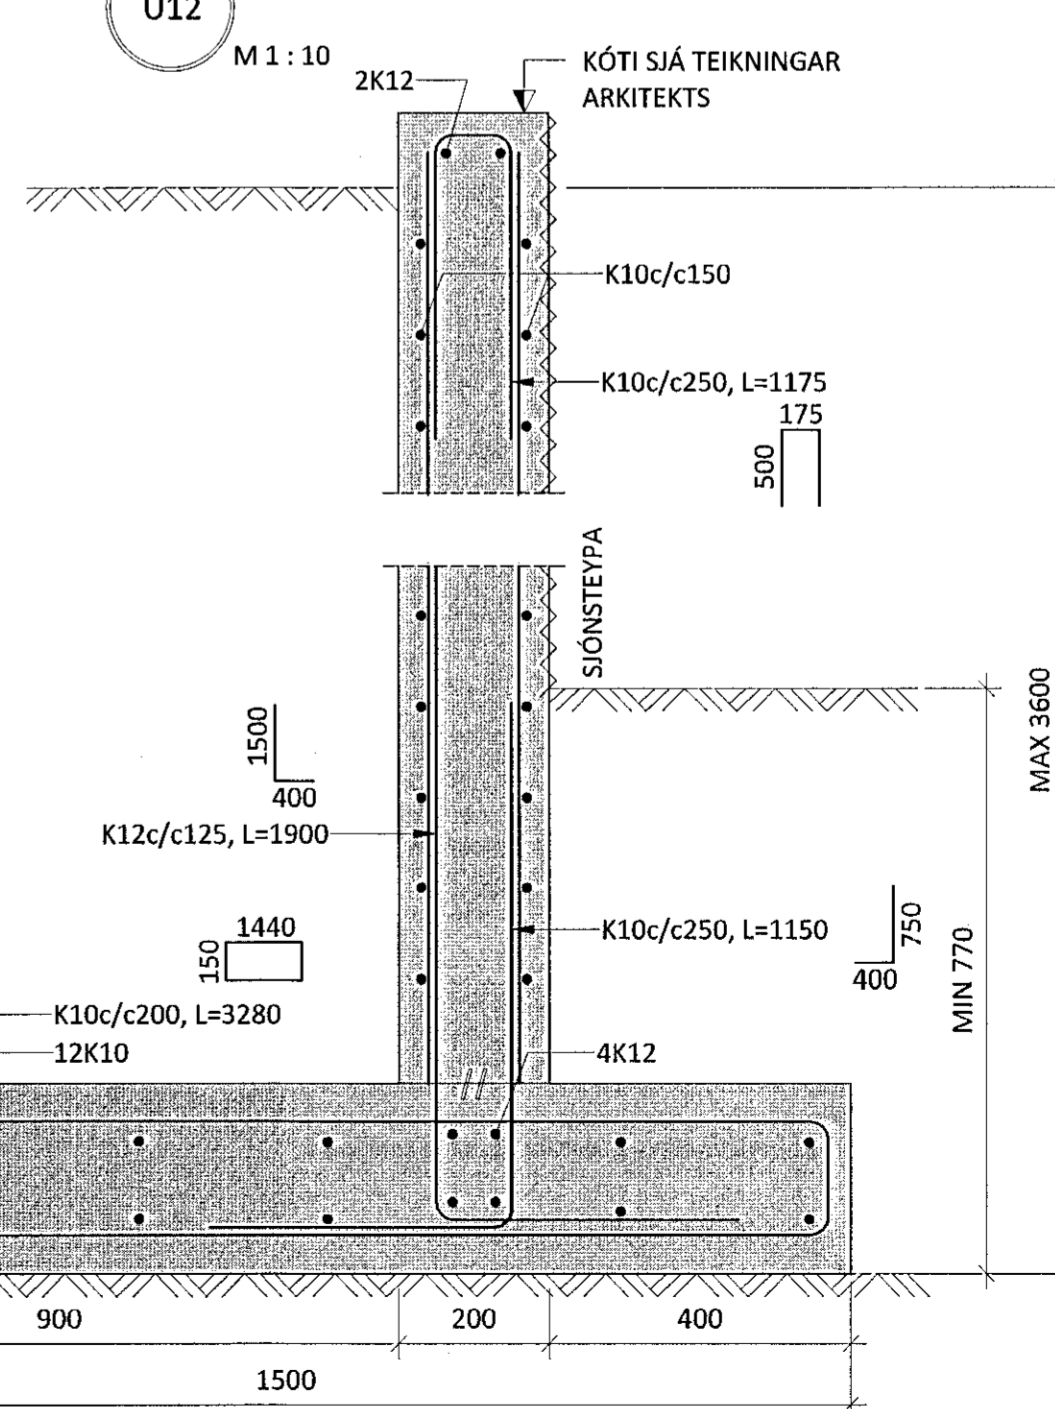 U12
M 1 : 10
2K12
KÓTI SJÁ TEIKNINGAR
ARKITEKTS
K10c/c150
K10c/c250, L=1175
175
500
SJÓNSTEYPA
MAX 3600
1500
400
K12c/c125, L=1900
1440
150
K10c/c250, L=1150
750
400
MIN 770
K10c/c200, L=3280
12K10
4K12
900
200
400
1500